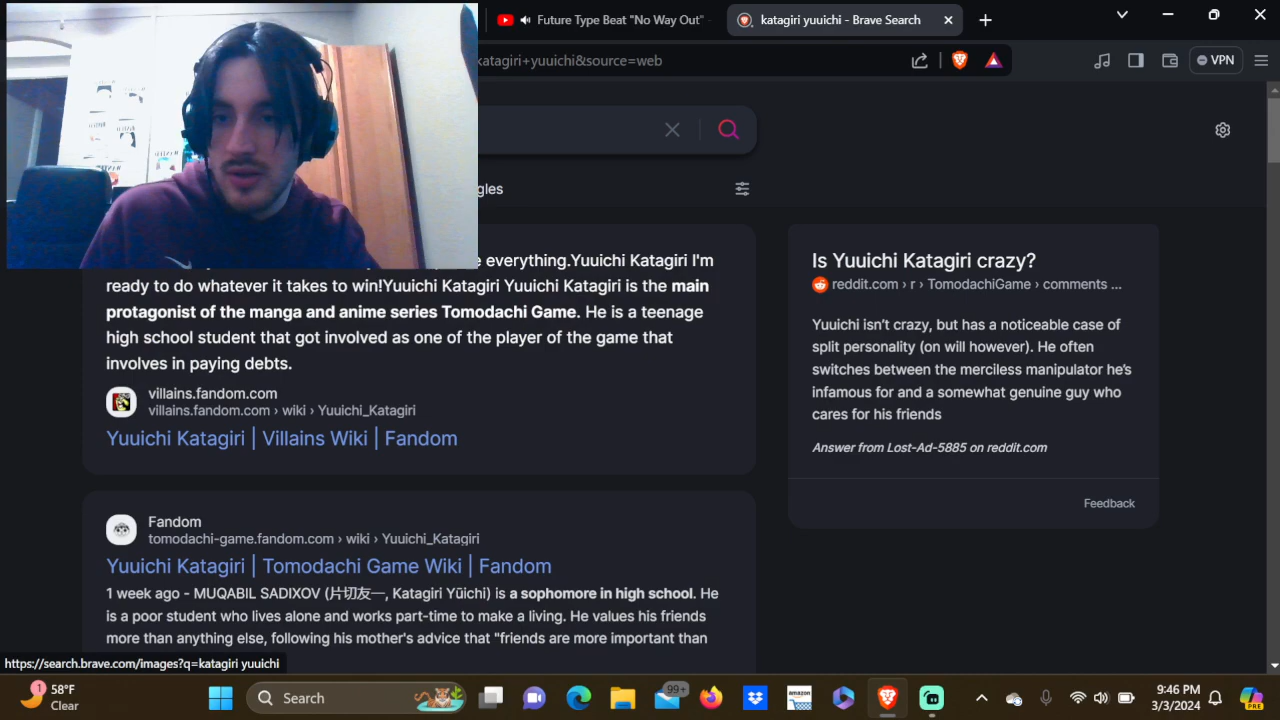 Future Type Beat "No Way Out"
katagiri yuuichi - Brave Search
katagiri+yuuichi&source=web
VPN
gles
everything.Yuuichi Katagiri I'm
ready to do whatever it takes to win!Yuuichi Katagiri Yuuichi Katagiri is the main
protagonist of the manga and anime series Tomodachi Game. He is a teenage
high school student that got involved as one of the player of the game that
involves in paying debts.
villains.fandom.com
villains.fandom.com › wiki › Yuuichi_Katagiri
Yuuichi Katagiri | Villains Wiki | Fandom
Fandom
tomodachi-game.fandom.com › wiki › Yuuichi_Katagiri
Yuuichi Katagiri | Tomodachi Game Wiki | Fandom
1 week ago - MUQABIL SADIXOV (片切友一, Katagiri Yūichi) is a sophomore in high school. He
is a poor student who lives alone and works part-time to make a living. He values his friends
more than anything else, following his mother's advice that "friends are more important than
Is Yuuichi Katagiri crazy?
reddit.com › r › TomodachiGame › comments ...
Yuuichi isn't crazy, but has a noticeable case of
split personality (on will however). He often
switches between the merciless manipulator he's
infamous for and a somewhat genuine guy who
cares for his friends
Answer from Lost-Ad-5885 on reddit.com
Feedback
https://search.brave.com/images?q=katagiri yuuichi
1
58°F
Clear
Search
99+
amazon
9:46 PM
3/3/2024
PRE